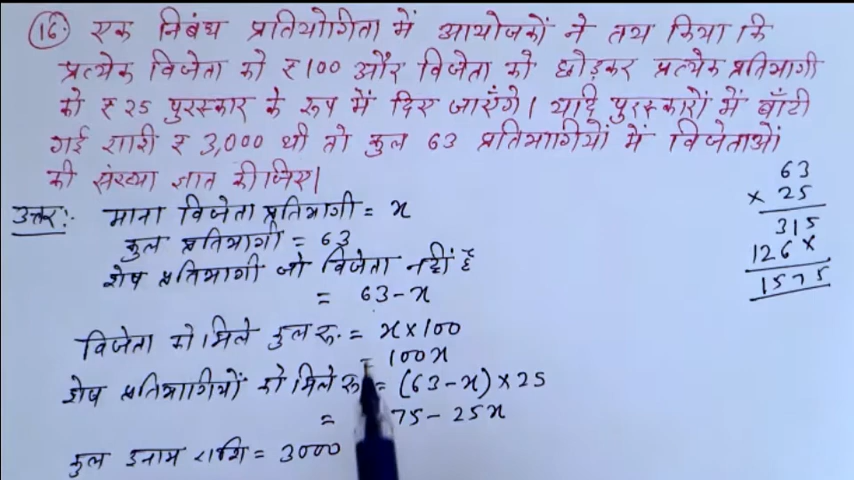 16. एक निबंध प्रतियोगिता में आयोजकों ने तय किया कि
प्रत्येक विजेता को ₹100 और विजेता को छोड़कर प्रत्येक प्रतिभागी
को ₹25 पुरस्कार के रूप में दिए जाएँगे। यदि पुरस्कारों में बाँटी
गई राशी ₹ 3,000 थी तो कुल 63 प्रतिभागीयों में विजेताओं
की संख्या ज्ञात कीजिए।
उत्तर:- माना विजेता प्रतिभागी = x
कुल प्रतिभागी = 63
शेष प्रतिभागी जो विजेता नहीं है
= 63-x
विजेता को मिले कुल रू. = x×100
= 100x
शेष प्रतिभागियों को मिले रू = (63-x)×25
= 75-25x
कुल इनाम राशि = 3000
63
× 25
315
126×
1575